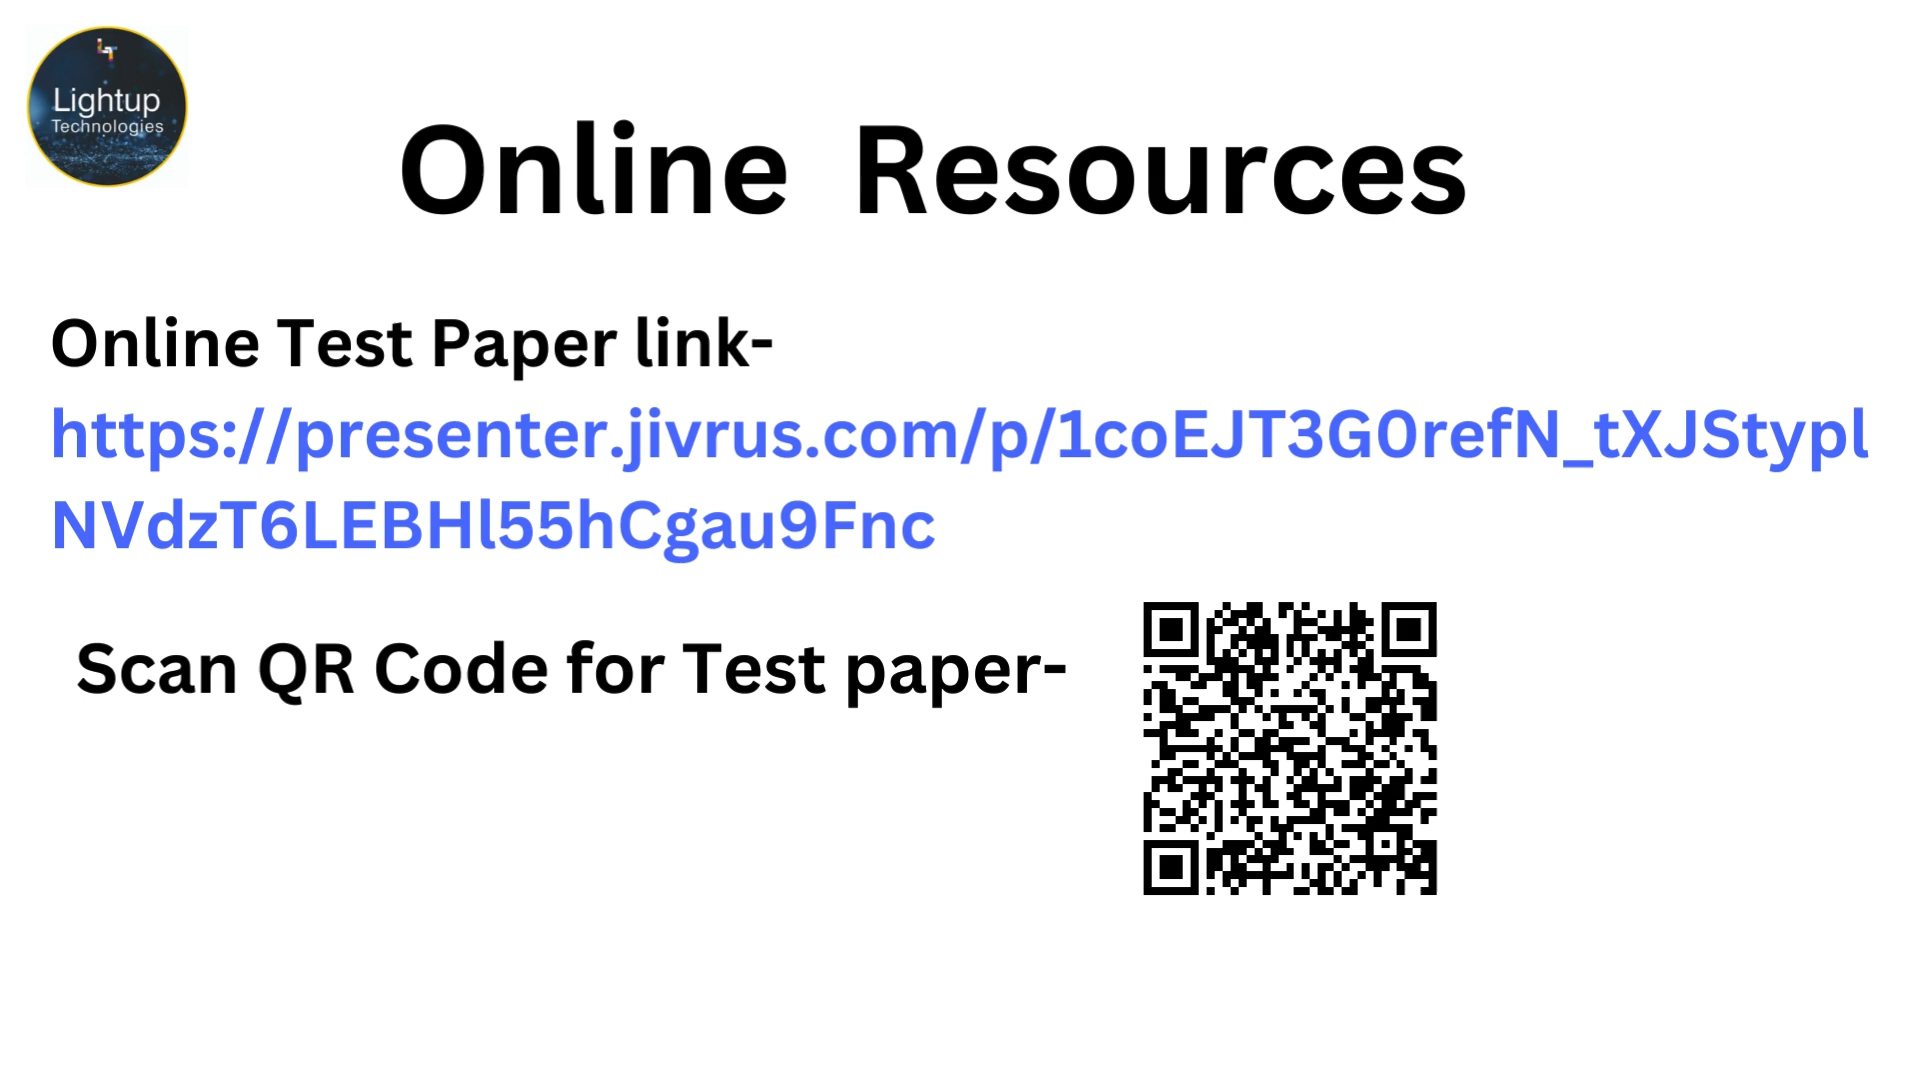 Lightup
Technologies
Online Resources
Online Test Paper link-
https://presenter.jivrus.com/p/1coEJT3G0refN_tXJStypl
NVdzT6LEBHl55hCgau9Fnc
Scan QR Code for Test paper-